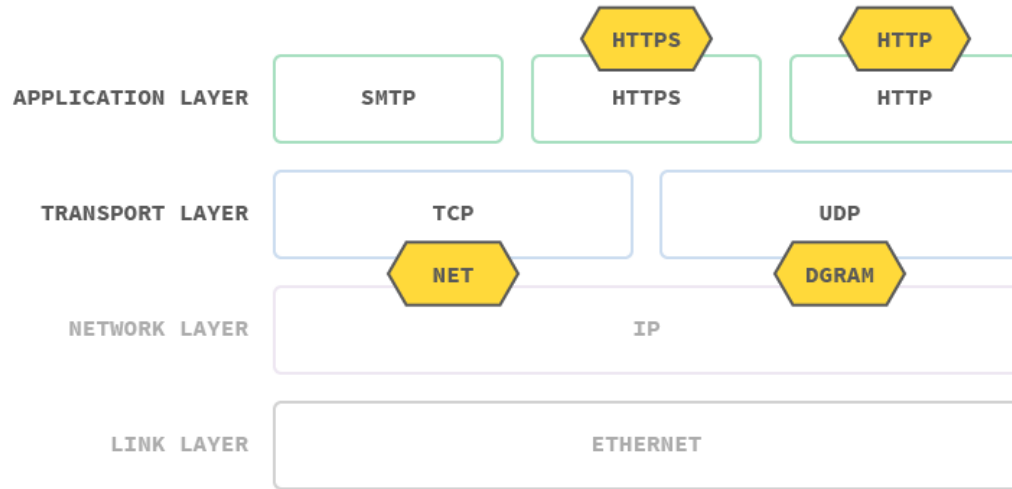 HTTPS HTTP
APPLICATION LAYER SMTP HTTPS HTTP
TRANSPORT LAYER TCP UDP
NET DGRAM
NETWORK LAYER IP
LINK LAYER ETHERNET